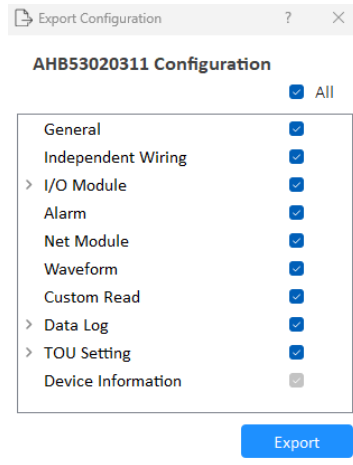 Export Configuration ?
AHB53020311 Configuration
All
General
Independent Wiring
I/O Module
Alarm
Net Module
Waveform
Custom Read
Data Log
TOU Setting
Device Information
Export